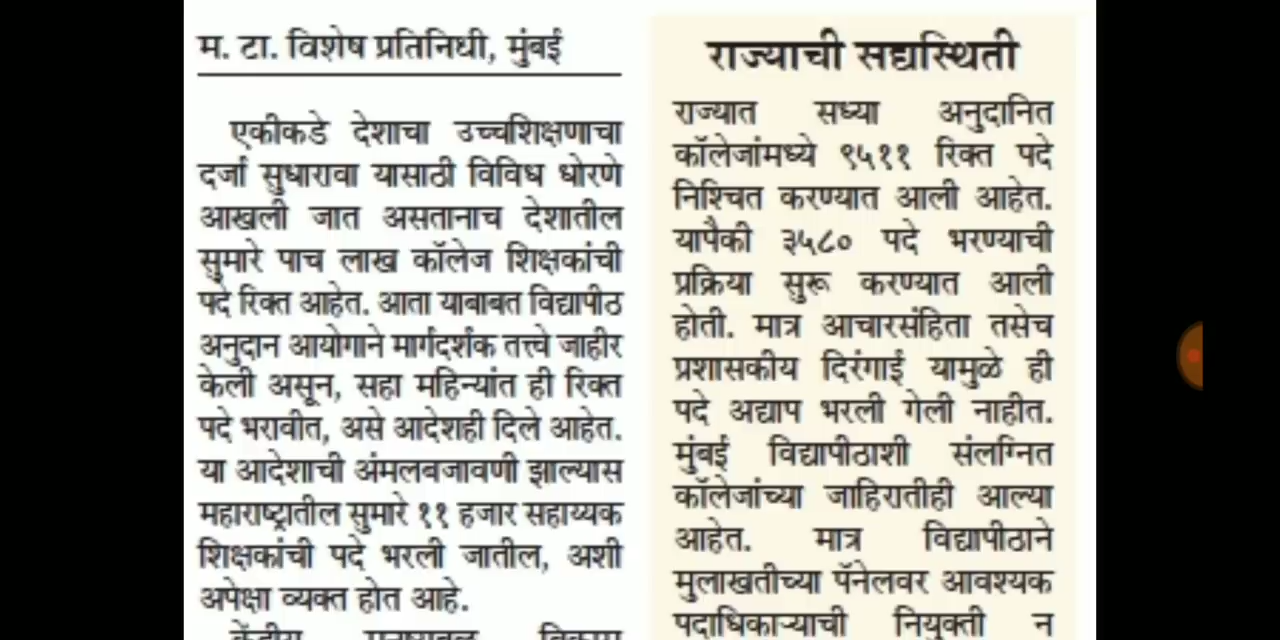 म. टा. विशेष प्रतिनिधी, मुंबई
एकीकडे देशाचा उच्चशिक्षणाचा
दर्जा सुधारावा यासाठी विविध धोरणे
आखली जात असतानाच देशातील
सुमारे पाच लाख कॉलेज शिक्षकांची
पदे रिक्त आहेत. आता याबाबत विद्यापीठ
अनुदान आयोगाने मार्गदर्शक तत्त्वे जाहीर
केली असून, सहा महिन्यांत ही रिक्त
पदे भरावीत, असे आदेशही दिले आहेत.
या आदेशाची अंमलबजावणी झाल्यास
महाराष्ट्रातील सुमारे ११ हजार सहाय्यक
शिक्षकांची पदे भरली जातील, अशी
अपेक्षा व्यक्त होत आहे.
राज्याची सद्यस्थिती
राज्यात सध्या अनुदानित
कॉलेजांमध्ये ९५११ रिक्त पदे
निश्चित करण्यात आली आहेत.
यापैकी ३५८० पदे भरण्याची
प्रक्रिया सुरू करण्यात आली
होती. मात्र आचारसंहिता तसेच
प्रशासकीय दिरंगाई यामुळे ही
पदे अद्याप भरली गेली नाहीत.
मुंबई विद्यापीठाशी संलग्नित
कॉलेजांच्या जाहिरातीही आल्या
आहेत. मात्र विद्यापीठाने
मुलाखतीच्या पॅनेलवर आवश्यक
पदाधिकाऱ्याची नियुक्ती न